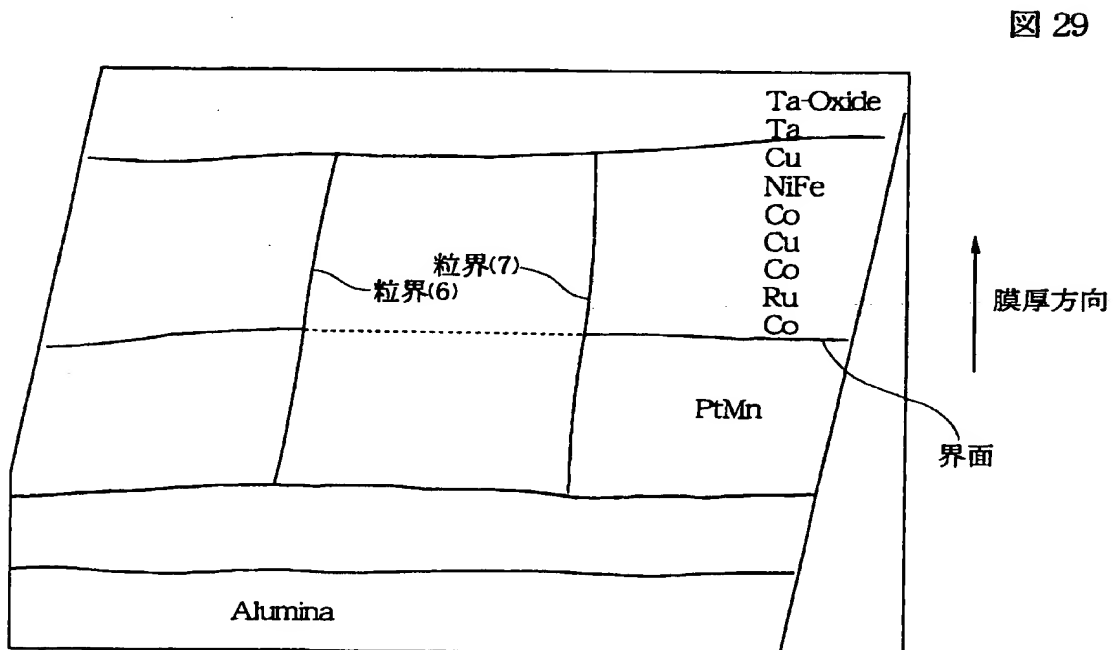 図 29
Ta-Oxide
Ta
Cu
NiFe
Co
Cu
Co
Ru
Co
粒界(7)
粒界(6)
膜厚方向
PtMn
界面
Alumina